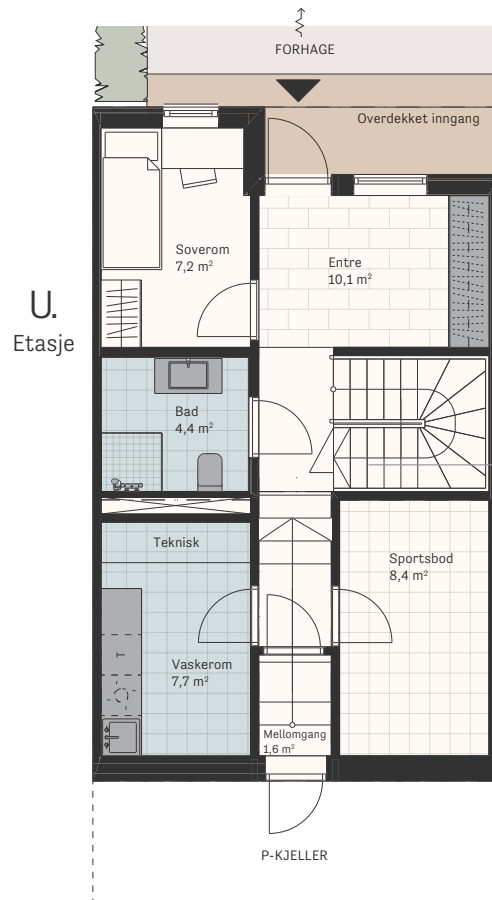 FORHAGE
Overdekket inngang
Soverom
7,2 m²
Entre
10,1 m²
U.
Etasje
Bad
4,4 m²
Teknisk
Sportsbod
8,4 m²
T
Vaskerom
7,7 m²
Mellomgang
1,6 m²
P-KJELLER